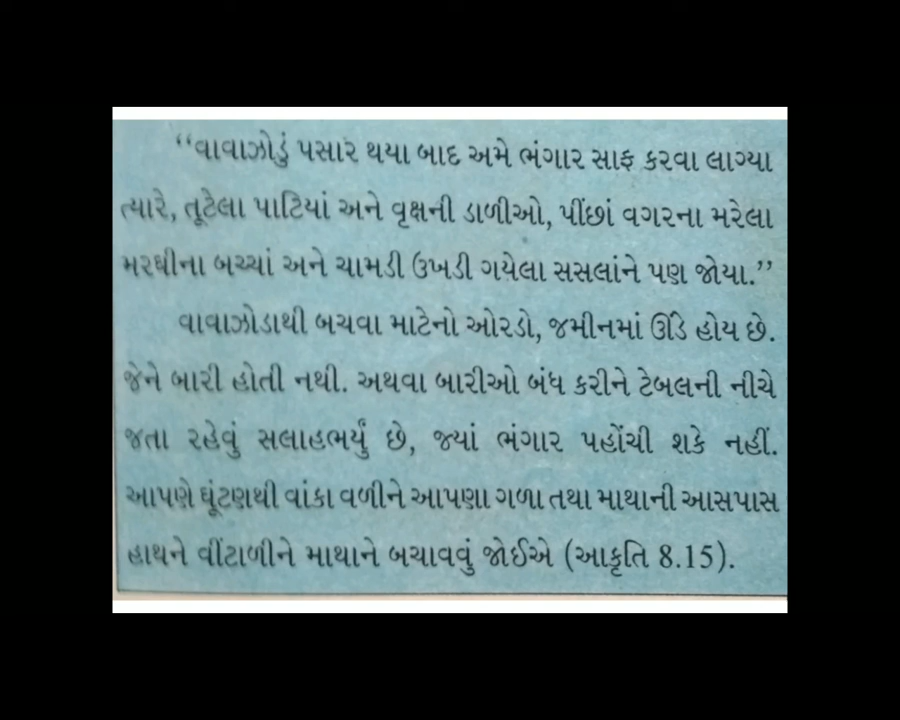 “વાવાઝોડું પસાર થયા બાદ અમે ભંગાર સાફ કરવા લાગ્યા
ત્યારે, તૂટેલા પાટિયાં અને વૃક્ષની ડાળીઓ, પીંછાં વગરના મરેલા
મરઘીના બચ્ચાં અને ચામડી ઉખડી ગયેલા સસલાંને પણ જોયા.”
વાવાઝોડાથી બચવા માટેનો ઓરડો, જમીનમાં ઊંડે હોય છે.
જેને બારી હોતી નથી. અથવા બારીઓ બંધ કરીને ટેબલની નીચે
જતા રહેવું સલાહભર્યું છે, જ્યાં ભંગાર પહોંચી શકે નહીં.
આપણે ઘૂંટણથી વાંકા વળીને આપણા ગળા તથા માથાની આસપાસ
હાથને વીંટાળીને માથાને બચાવવું જોઈએ (આકૃતિ 8.15).